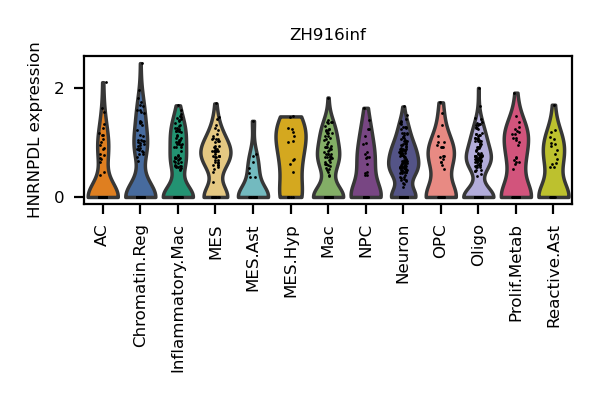 ZH916inf
HNRNPDL expression
2
0
AC
Chromatin.Reg
Inflammatory.Mac
MES
MES.Ast
MES.Hyp
Mac
NPC
Neuron
OPC
Oligo
Prolif.Metab
Reactive.Ast